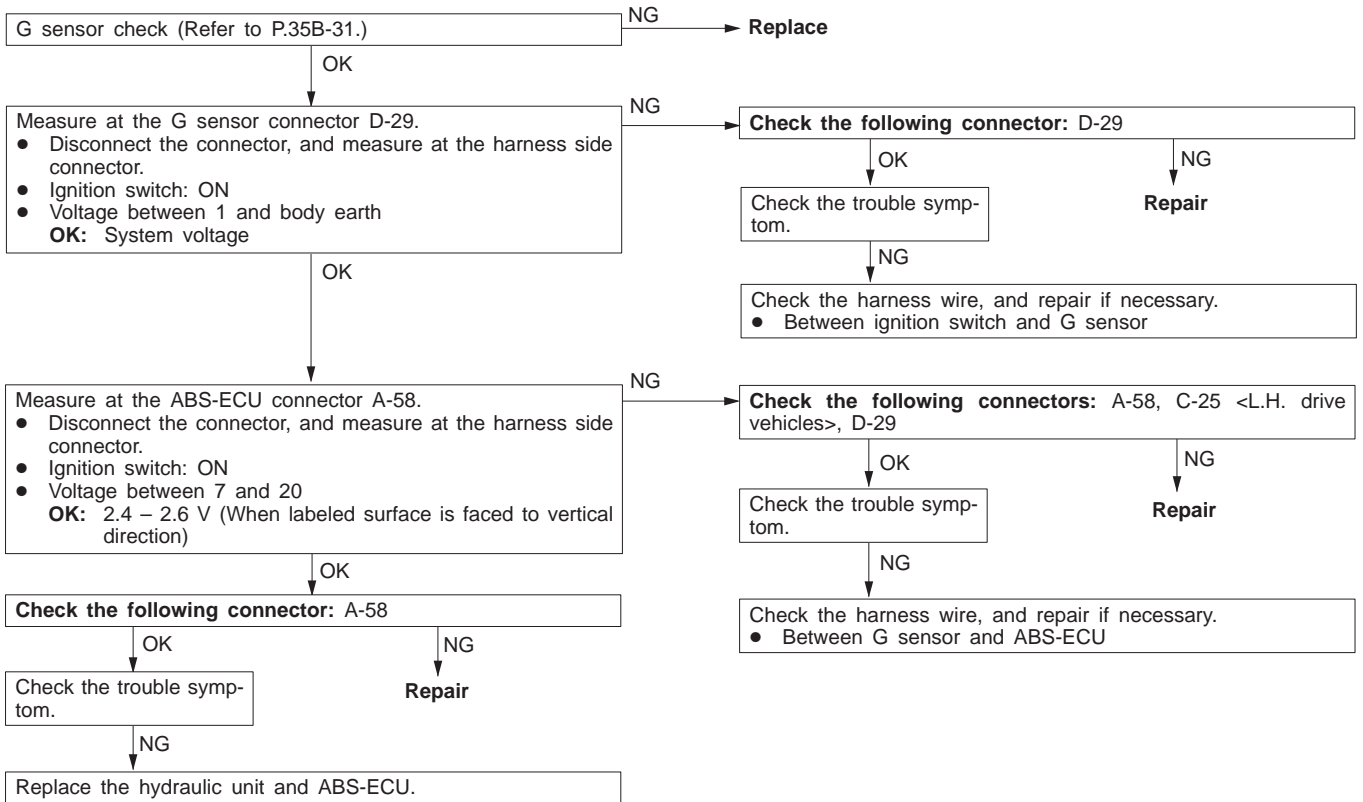 G sensor check (Refer to P.35B-31.)
NG
Replace
OK
Measure at the G sensor connector D-29.
● Disconnect the connector, and measure at the harness side
connector.
● Ignition switch: ON
● Voltage between 1 and body earth
OK: System voltage
NG
Check the following connector: D-29
OK
NG
Check the trouble symp-
tom.
Repair
NG
Check the harness wire, and repair if necessary.
● Between ignition switch and G sensor
OK
Measure at the ABS-ECU connector A-58.
● Disconnect the connector, and measure at the harness side
connector.
● Ignition switch: ON
● Voltage between 7 and 20
OK: 2.4 – 2.6 V (When labeled surface is faced to vertical
direction)
NG
Check the following connectors: A-58, C-25 <L.H. drive
vehicles>, D-29
OK
NG
Check the trouble symp-
tom.
Repair
NG
Check the harness wire, and repair if necessary.
● Between G sensor and ABS-ECU
OK
Check the following connector: A-58
OK
NG
Check the trouble symp-
tom.
Repair
NG
Replace the hydraulic unit and ABS-ECU.